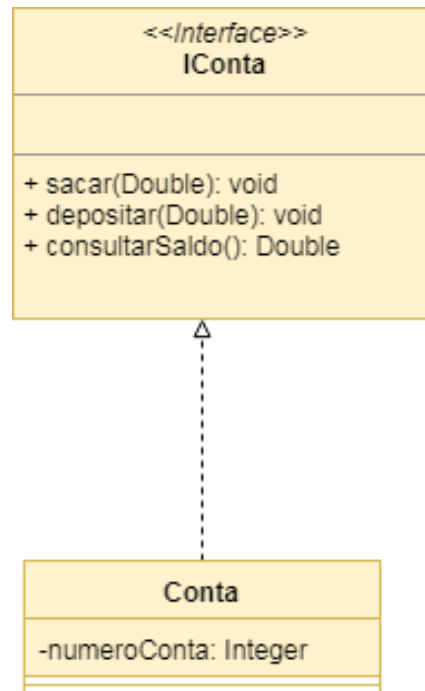 <<Interface>>
IConta
+ sacar(Double): void
+ depositar(Double): void
+ consultarSaldo(): Double
Conta
-numeroConta: Integer